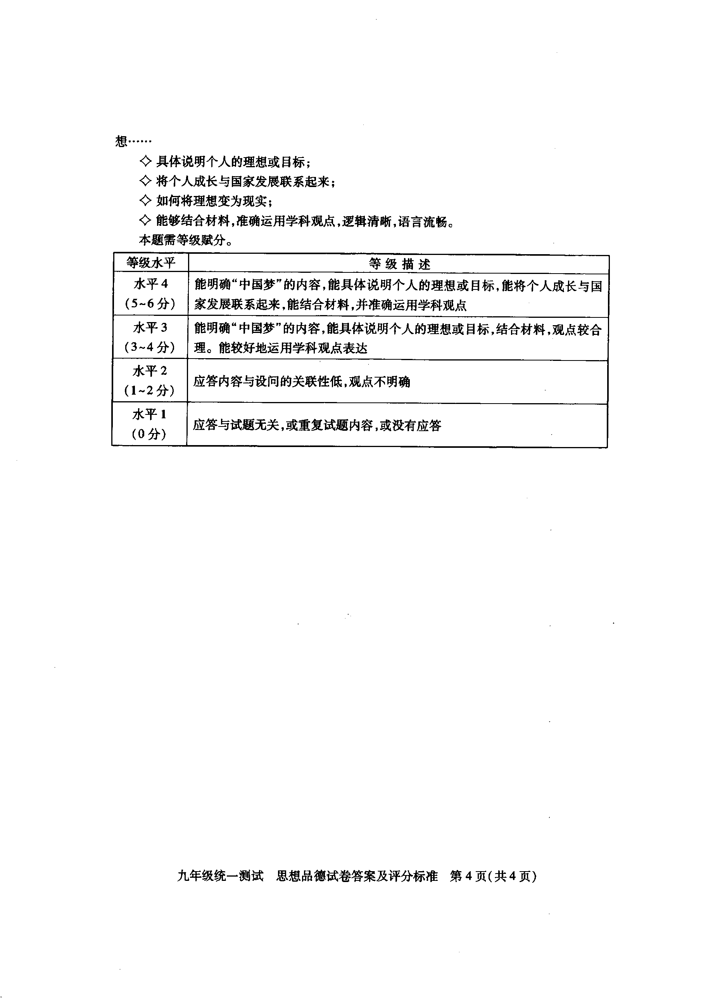 想……
◇ 具体说明个人的理想或目标；
◇ 将个人成长与国家发展联系起来；
◇ 如何将理想变为现实；
◇ 能够结合材料，准确运用学科观点，逻辑清晰，语言流畅。
本题需等级赋分。
等级水平 等级描述
水平4
（5~6分）
能明确“中国梦”的内容，能具体说明个人的理想或目标，能将个人成长与国
家发展联系起来，能结合材料，并准确运用学科观点
水平3
（3~4分）
能明确“中国梦”的内容，能具体说明个人的理想或目标，结合材料，观点较合
理。能较好地运用学科观点表达
水平2
（1~2分）
应答内容与设问的关联性低，观点不明确
水平1
（0分）
应答与试题无关，或重复试题内容，或没有应答
九年级统一测试 思想品德试卷答案及评分标准 第4页（共4页）